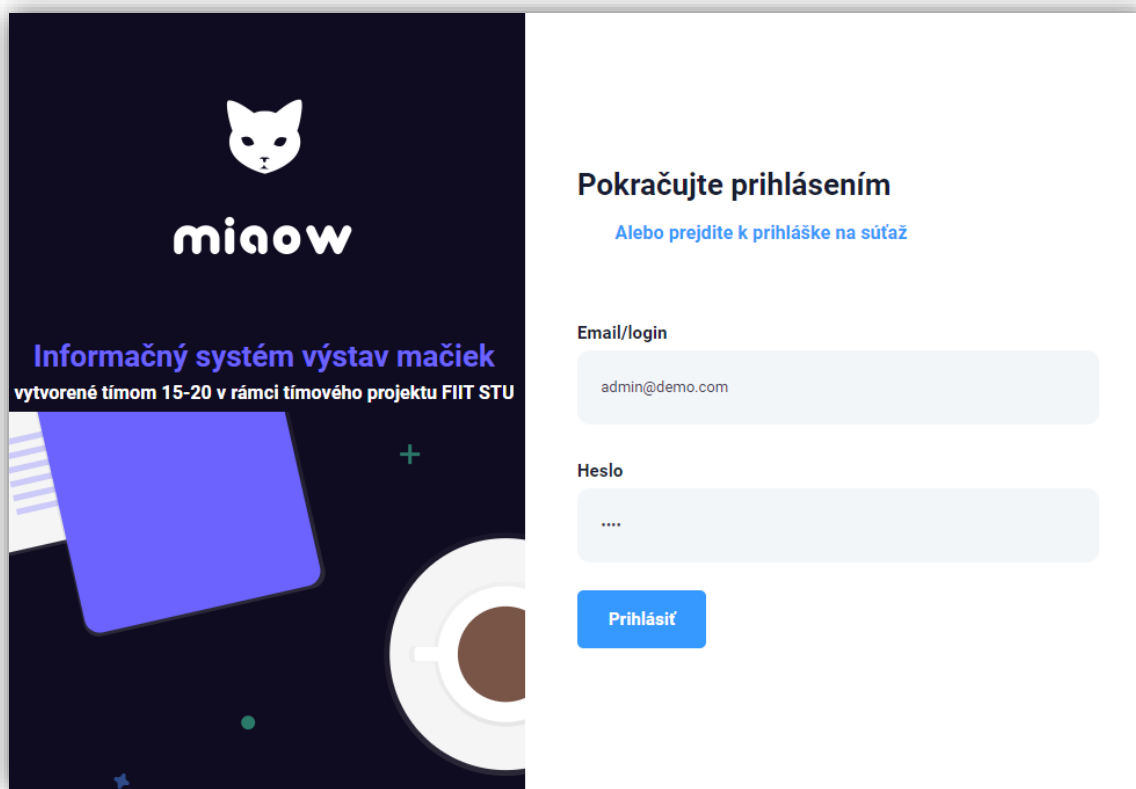 miaow
Informačný systém výstav mačiek
vytvorené tímom 15-20 v rámci tímového projektu FIIT STU
Pokračujte prihlásením
Alebo prejdite k prihláške na súťaž
Email/login
admin@demo.com
Heslo
····
Prihlásiť